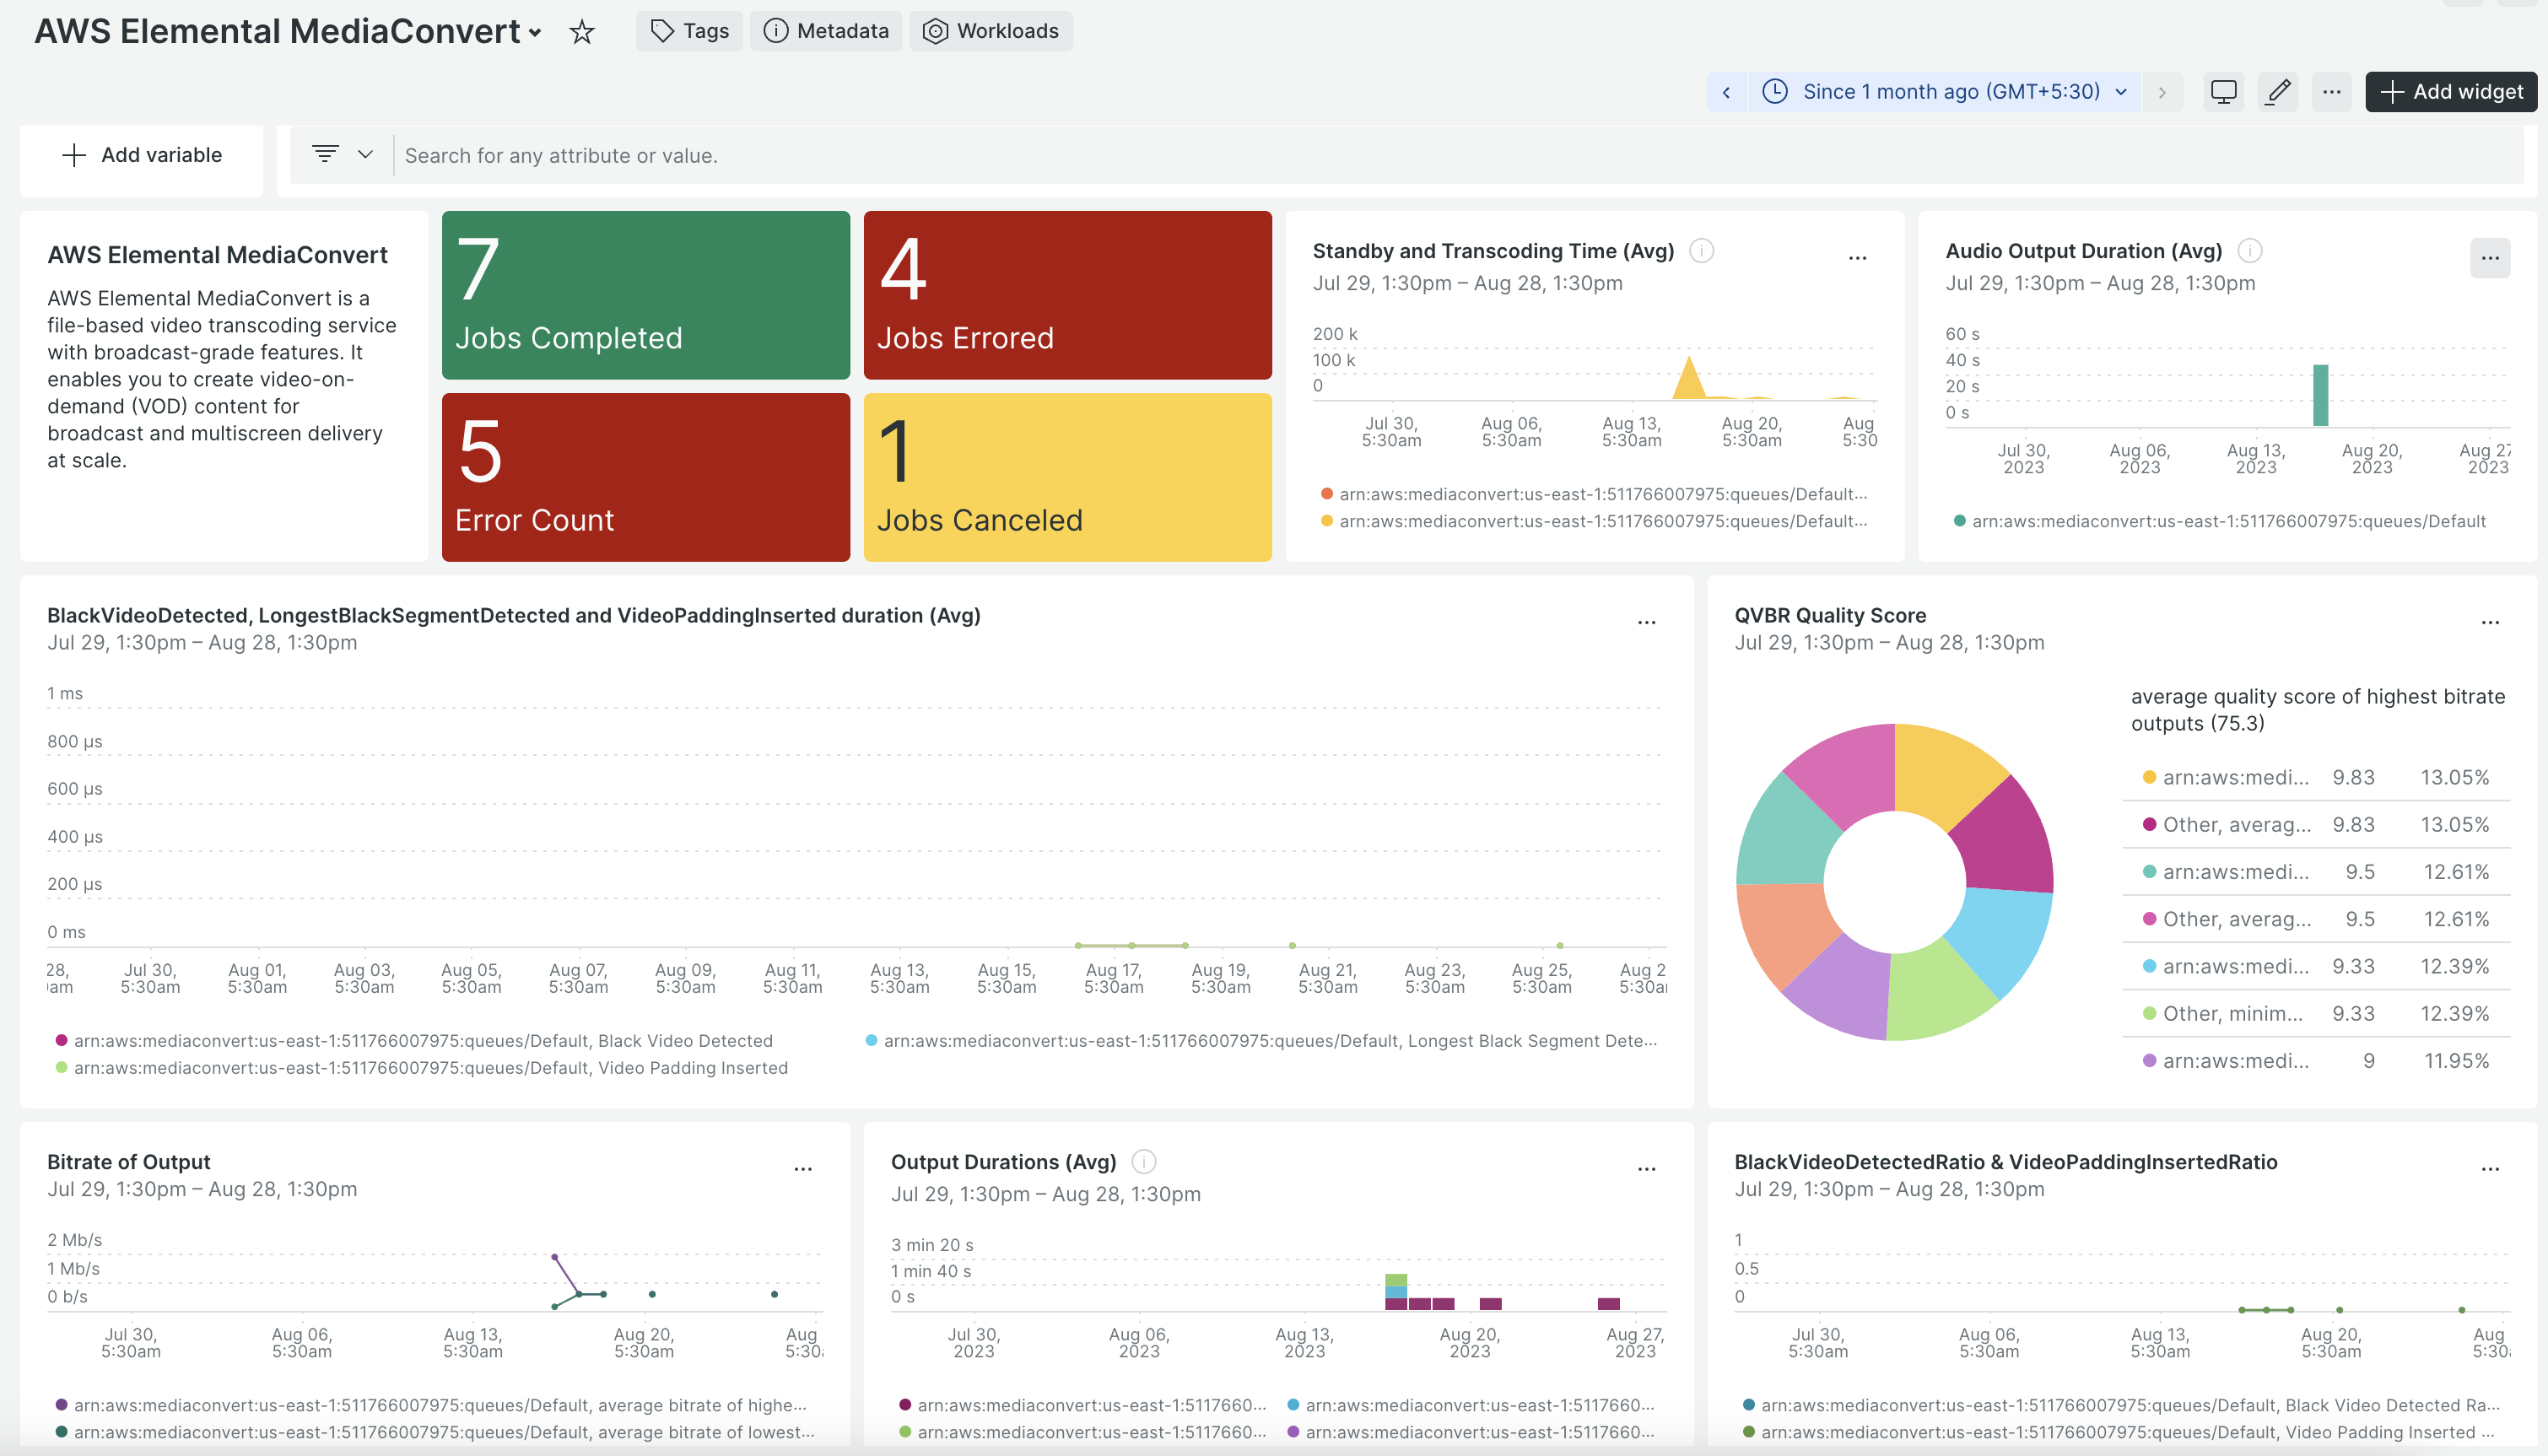 AWS Elemental MediaConvert
Tags
Metadata
Workloads
Since 1 month ago (GMT+5:30)
Add widget
Add variable
Search for any attribute or value.
AWS Elemental MediaConvert
AWS Elemental MediaConvert is a
file-based video transcoding service
with broadcast-grade features. It
enables you to create video-on-
demand (VOD) content for
broadcast and multiscreen delivery
at scale.
7
Jobs Completed
4
Jobs Errored
5
Error Count
1
Jobs Canceled
Standby and Transcoding Time (Avg)
Jul 29, 1:30pm – Aug 28, 1:30pm
200 k
100 k
0
Jul 30, Aug 06, Aug 13, Aug 20, Aug
5:30am 5:30am 5:30am 5:30am 5:30
arn:aws:mediaconvert:us-east-1:511766007975:queues/Default...
arn:aws:mediaconvert:us-east-1:511766007975:queues/Default...
Audio Output Duration (Avg)
Jul 29, 1:30pm – Aug 28, 1:30pm
60 s
40 s
20 s
0 s
Jul 30, Aug 06, Aug 13, Aug 20, Aug 27
2023 2023 2023 2023 2023
arn:aws:mediaconvert:us-east-1:511766007975:queues/Default
BlackVideoDetected, LongestBlackSegmentDetected and VideoPaddingInserted duration (Avg)
Jul 29, 1:30pm – Aug 28, 1:30pm
1 ms
800 µs
600 µs
400 µs
200 µs
0 ms
28, Jul 30, Aug 01, Aug 03, Aug 05, Aug 07, Aug 09, Aug 11, Aug 13, Aug 15, Aug 17, Aug 19, Aug 21, Aug 23, Aug 25, Aug 2
am 5:30am 5:30am 5:30am 5:30am 5:30am 5:30am 5:30am 5:30am 5:30am 5:30am 5:30am 5:30am 5:30am 5:30am 5:30a
arn:aws:mediaconvert:us-east-1:511766007975:queues/Default, Black Video Detected
arn:aws:mediaconvert:us-east-1:511766007975:queues/Default, Longest Black Segment Dete...
arn:aws:mediaconvert:us-east-1:511766007975:queues/Default, Video Padding Inserted
QVBR Quality Score
Jul 29, 1:30pm – Aug 28, 1:30pm
average quality score of highest bitrate
outputs (75.3)
arn:aws:medi... 9.83 13.05%
Other, averag... 9.83 13.05%
arn:aws:medi... 9.5 12.61%
Other, averag... 9.5 12.61%
arn:aws:medi... 9.33 12.39%
Other, minim... 9.33 12.39%
arn:aws:medi... 9 11.95%
Bitrate of Output
Jul 29, 1:30pm – Aug 28, 1:30pm
2 Mb/s
1 Mb/s
0 b/s
Jul 30, Aug 06, Aug 13, Aug 20, Aug
5:30am 5:30am 5:30am 5:30am 5:30
arn:aws:mediaconvert:us-east-1:511766007975:queues/Default, average bitrate of highe...
arn:aws:mediaconvert:us-east-1:511766007975:queues/Default, average bitrate of lowest...
Output Durations (Avg)
Jul 29, 1:30pm – Aug 28, 1:30pm
3 min 20 s
1 min 40 s
0 s
Jul 30, Aug 06, Aug 13, Aug 20, Aug 27,
2023 2023 2023 2023 2023
arn:aws:mediaconvert:us-east-1:5117660...
arn:aws:mediaconvert:us-east-1:5117660...
arn:aws:mediaconvert:us-east-1:5117660...
arn:aws:mediaconvert:us-east-1:5117660...
BlackVideoDetectedRatio & VideoPaddingInsertedRatio
Jul 29, 1:30pm – Aug 28, 1:30pm
1
0.5
0
Jul 30, Aug 06, Aug 13, Aug 20, Aug
5:30am 5:30am 5:30am 5:30am 5:30
arn:aws:mediaconvert:us-east-1:511766007975:queues/Default, Black Video Detected Ra...
arn:aws:mediaconvert:us-east-1:511766007975:queues/Default, Video Padding Inserted ...